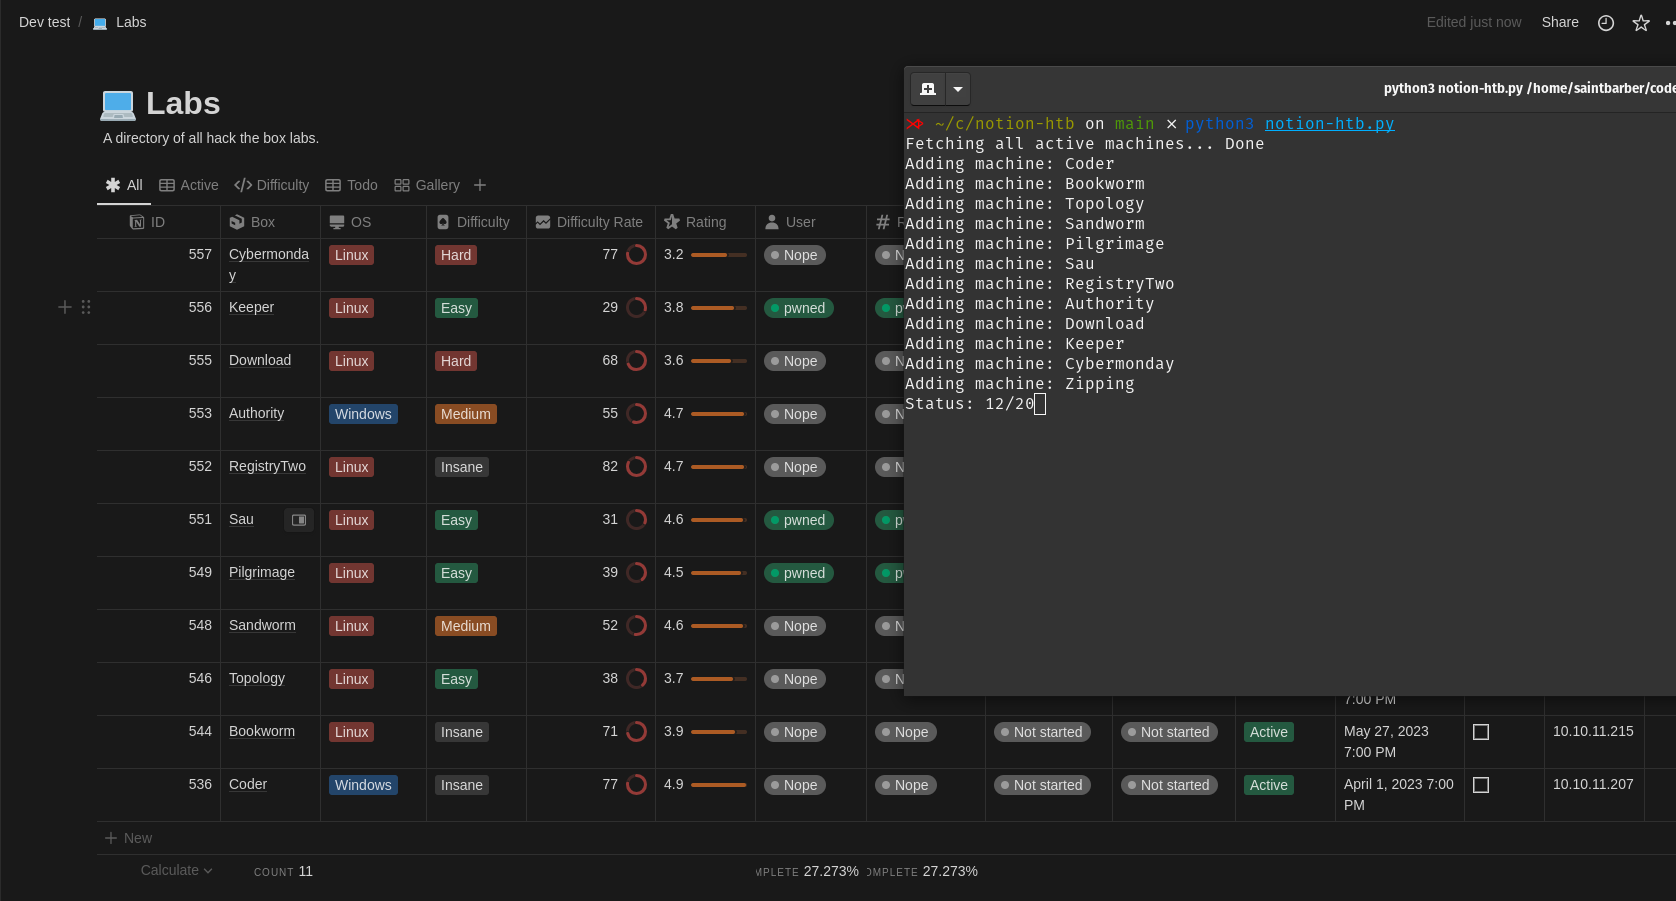 Dev test / Labs
Edited just now Share
Labs
A directory of all hack the box labs.
All Active Difficulty Todo Gallery
ID Box OS Difficulty Difficulty Rate Rating User
557 Cybermonday Linux Hard 77 3.2 Nope
556 Keeper Linux Easy 29 3.8 pwned
555 Download Linux Hard 68 3.6 Nope
553 Authority Windows Medium 55 4.7 Nope
552 RegistryTwo Linux Insane 82 4.7 Nope
551 Sau Linux Easy 31 4.6 pwned
549 Pilgrimage Linux Easy 39 4.5 pwned
548 Sandworm Linux Medium 52 4.6 Nope
546 Topology Linux Easy 38 3.7 Nope
7:00 PM
544 Bookworm Linux Insane 71 3.9 Nope Nope Not started Not started Active May 27, 2023 10.10.11.215
7:00 PM
536 Coder Windows Insane 77 4.9 Nope Nope Not started Not started Active April 1, 2023 7:00 10.10.11.207
PM
+ New
Calculate COUNT 11 MPLETE 27.273% OMPLETE 27.273%
python3 notion-htb.py /home/saintbarber/code
~/c/notion-htb on main × python3 notion-htb.py
Fetching all active machines... Done
Adding machine: Coder
Adding machine: Bookworm
Adding machine: Topology
Adding machine: Sandworm
Adding machine: Pilgrimage
Adding machine: Sau
Adding machine: RegistryTwo
Adding machine: Authority
Adding machine: Download
Adding machine: Keeper
Adding machine: Cybermonday
Adding machine: Zipping
Status: 12/20